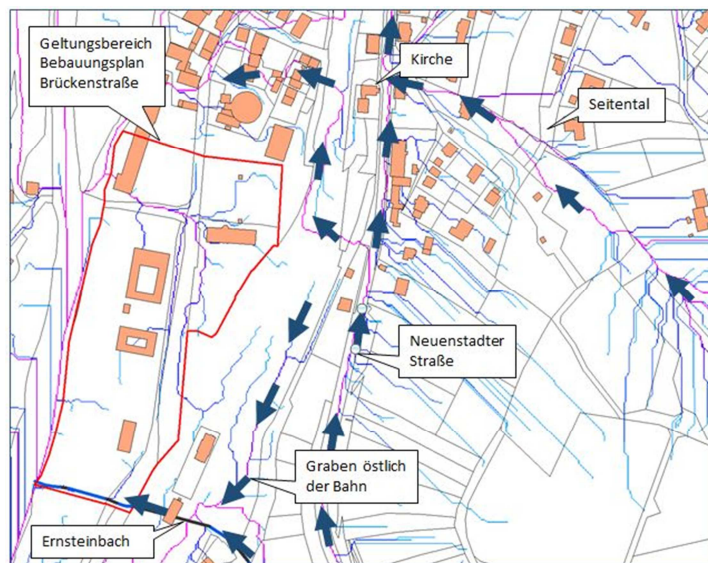 Geltungsbereich
Bebauungsplan
Brückenstraße
Kirche
Seitental
Neuenstadter
Straße
Graben östlich
der Bahn
Ernsteinbach